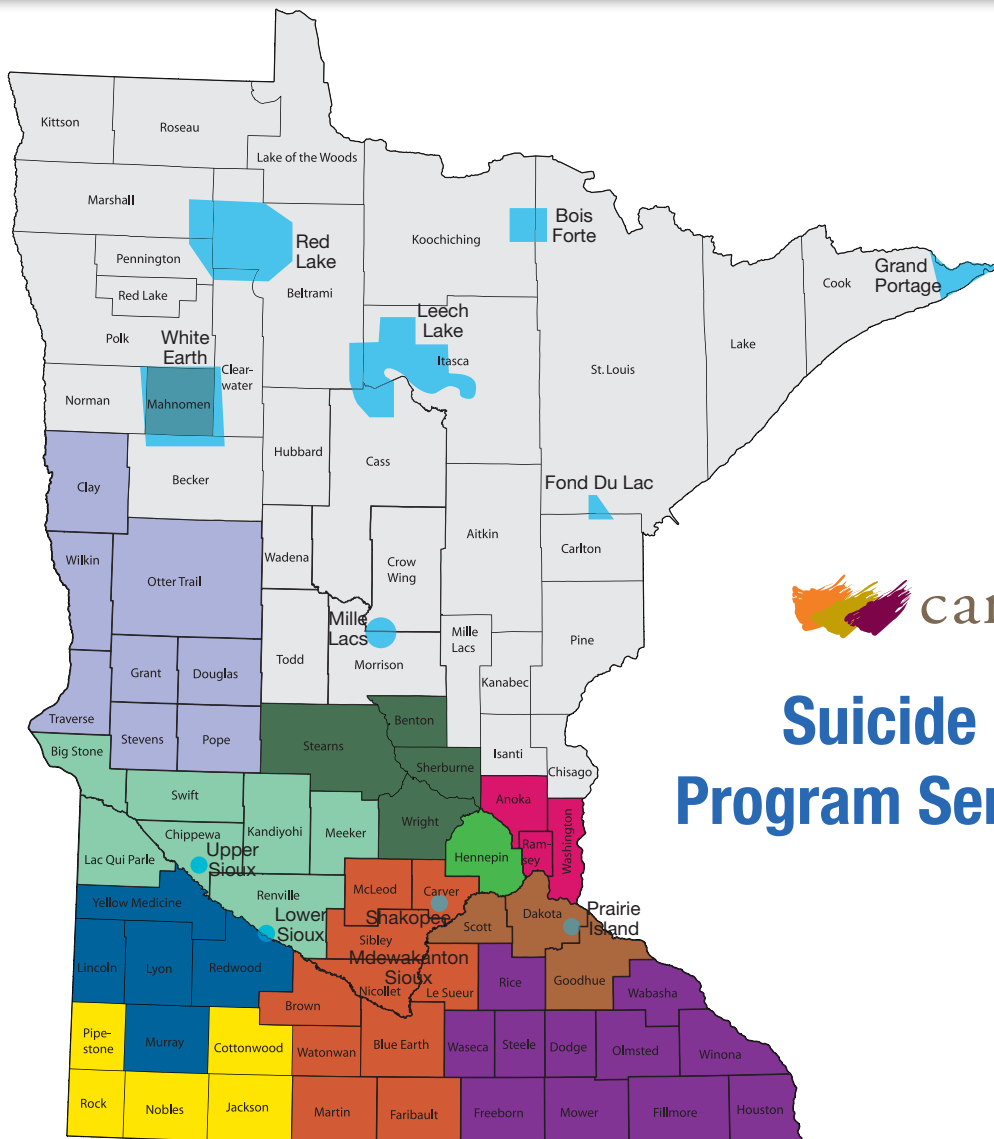 Kittson
Roseau
Lake of the Woods
Marshall
Red
Lake
Koochiching
Bois
Forte
Pennington
Red Lake
Beltrami
Cook
Grand
Portage
Polk
White
Earth
Clear-
water
Leech
Lake
Itasca
St. Louis
Lake
Norman
Mahnomen
Hubbard
Cass
Clay
Becker
Fond Du Lac
Wilkin
Otter Trail
Wadena
Crow
Wing
Aitkin
Carlton
Mille
Lacs
Mille
Lacs
Pine
Grant
Douglas
Todd
Morrison
Kanabec
Traverse
Stevens
Pope
Stearns
Benton
Isanti
Chisago
Big Stone
Sherburne
Swift
Anoka
Washington
Chippewa
Kandiyohi
Meeker
Wright
Hennepin
Ram-
sey
Lac Qui Parle
Upper
Sioux
Yellow Medicine
Renville
McLeod
Carver
Lower
Sioux
Shakopee
Mdewakanton
Sioux
Scott
Dakota
Prairie
Island
Sibley
Lincoln
Lyon
Redwood
Nicollet
Le Sueur
Rice
Goodhue
Wabasha
Brown
Pipe-
stone
Murray
Cottonwood
Watonwan
Blue Earth
Waseca
Steele
Dodge
Olmsted
Winona
Rock
Nobles
Jackson
Martin
Faribault
Freeborn
Mower
Fillmore
Houston
Suicide
Program Ser